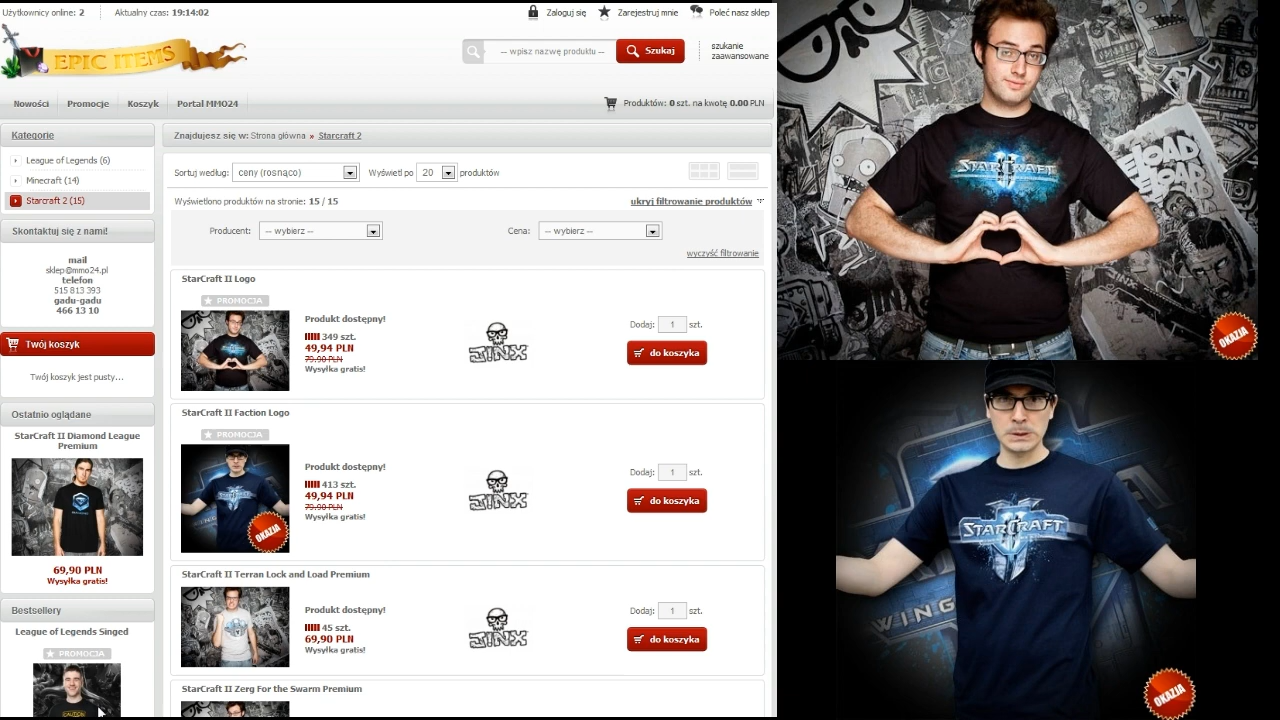 Użytkownicy online: 2
Aktualny czas: 19:14:02
Zaloguj się
Zarejestruj mnie
Poleć nasz sklep
EPIC ITEMS
-- wpisz nazwę produktu --
Szukaj
szukanie
zaawansowane
Nowości
Promocje
Koszyk
Portal MMO24
Produktów: 0 szt. na kwotę 0.00 PLN
Kategorie
League of Legends (6)
Minecraft (14)
Starcraft 2 (15)
Skontaktuj się z nami!
mail
sklep@mmo24.pl
telefon
515 813 393
gadu-gadu
466 13 10
Twój koszyk
Twój koszyk jest pusty...
Ostatnio oglądane
StarCraft II Diamond League
Premium
69,90 PLN
Wysyłka gratis!
Bestsellery
League of Legends Singed
PROMOCJA
CAUTION
Znajdujesz się w: Strona główna » Starcraft 2
Sortuj według: ceny (rosnąco)
Wyświetl po 20 produktów
Wyświetlono produktów na stronie: 15 / 15
ukryj filtrowanie produktów
Producent: -- wybierz --
Cena: -- wybierz --
wyczyść filtrowanie
StarCraft II Logo
PROMOCJA
Produkt dostępny!
349 szt.
49,94 PLN
79,90 PLN
Wysyłka gratis!
JINX
Dodaj: 1 szt.
do koszyka
StarCraft II Faction Logo
PROMOCJA
OKAZJA
Produkt dostępny!
413 szt.
49,94 PLN
79,90 PLN
Wysyłka gratis!
JINX
Dodaj: 1 szt.
do koszyka
StarCraft II Terran Lock and Load Premium
Produkt dostępny!
45 szt.
69,90 PLN
Wysyłka gratis!
JINX
Dodaj: 1 szt.
do koszyka
StarCraft II Zerg For the Swarm Premium
STARCRAFT
II
RELOAD
RELOAD
OKAZJA
STARCRAFT
II
WING
OKAZJA